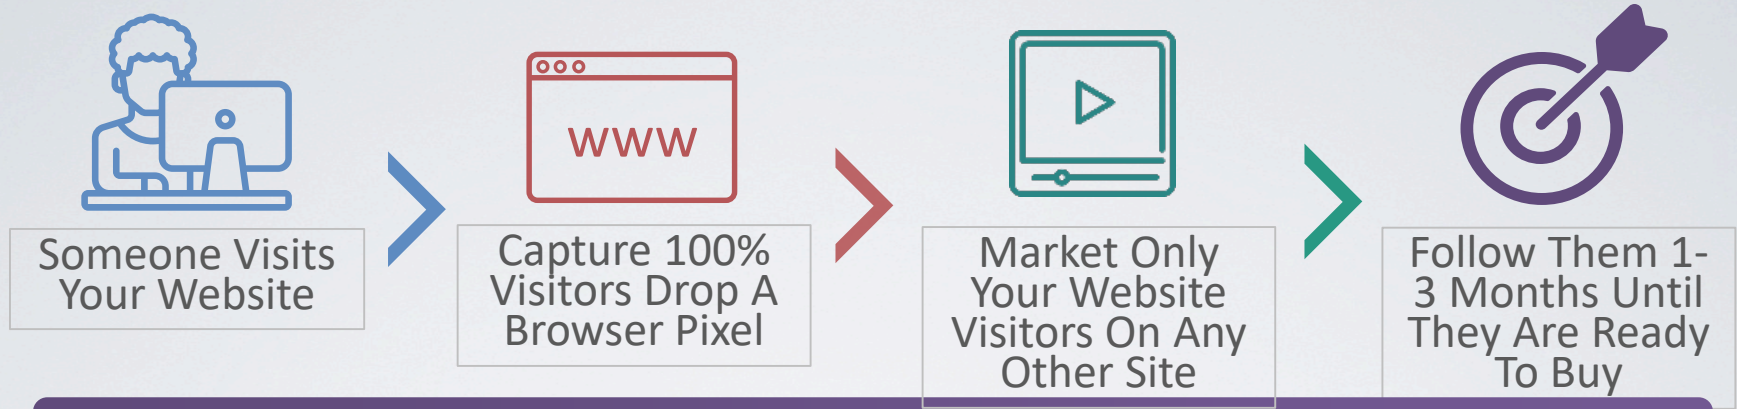 WWW
Someone Visits
Your Website
Capture 100%
Visitors Drop A
Browser Pixel
Market Only
Your Website
Visitors On Any
Other Site
Follow Them 1-
3 Months Until
They Are Ready
To Buy